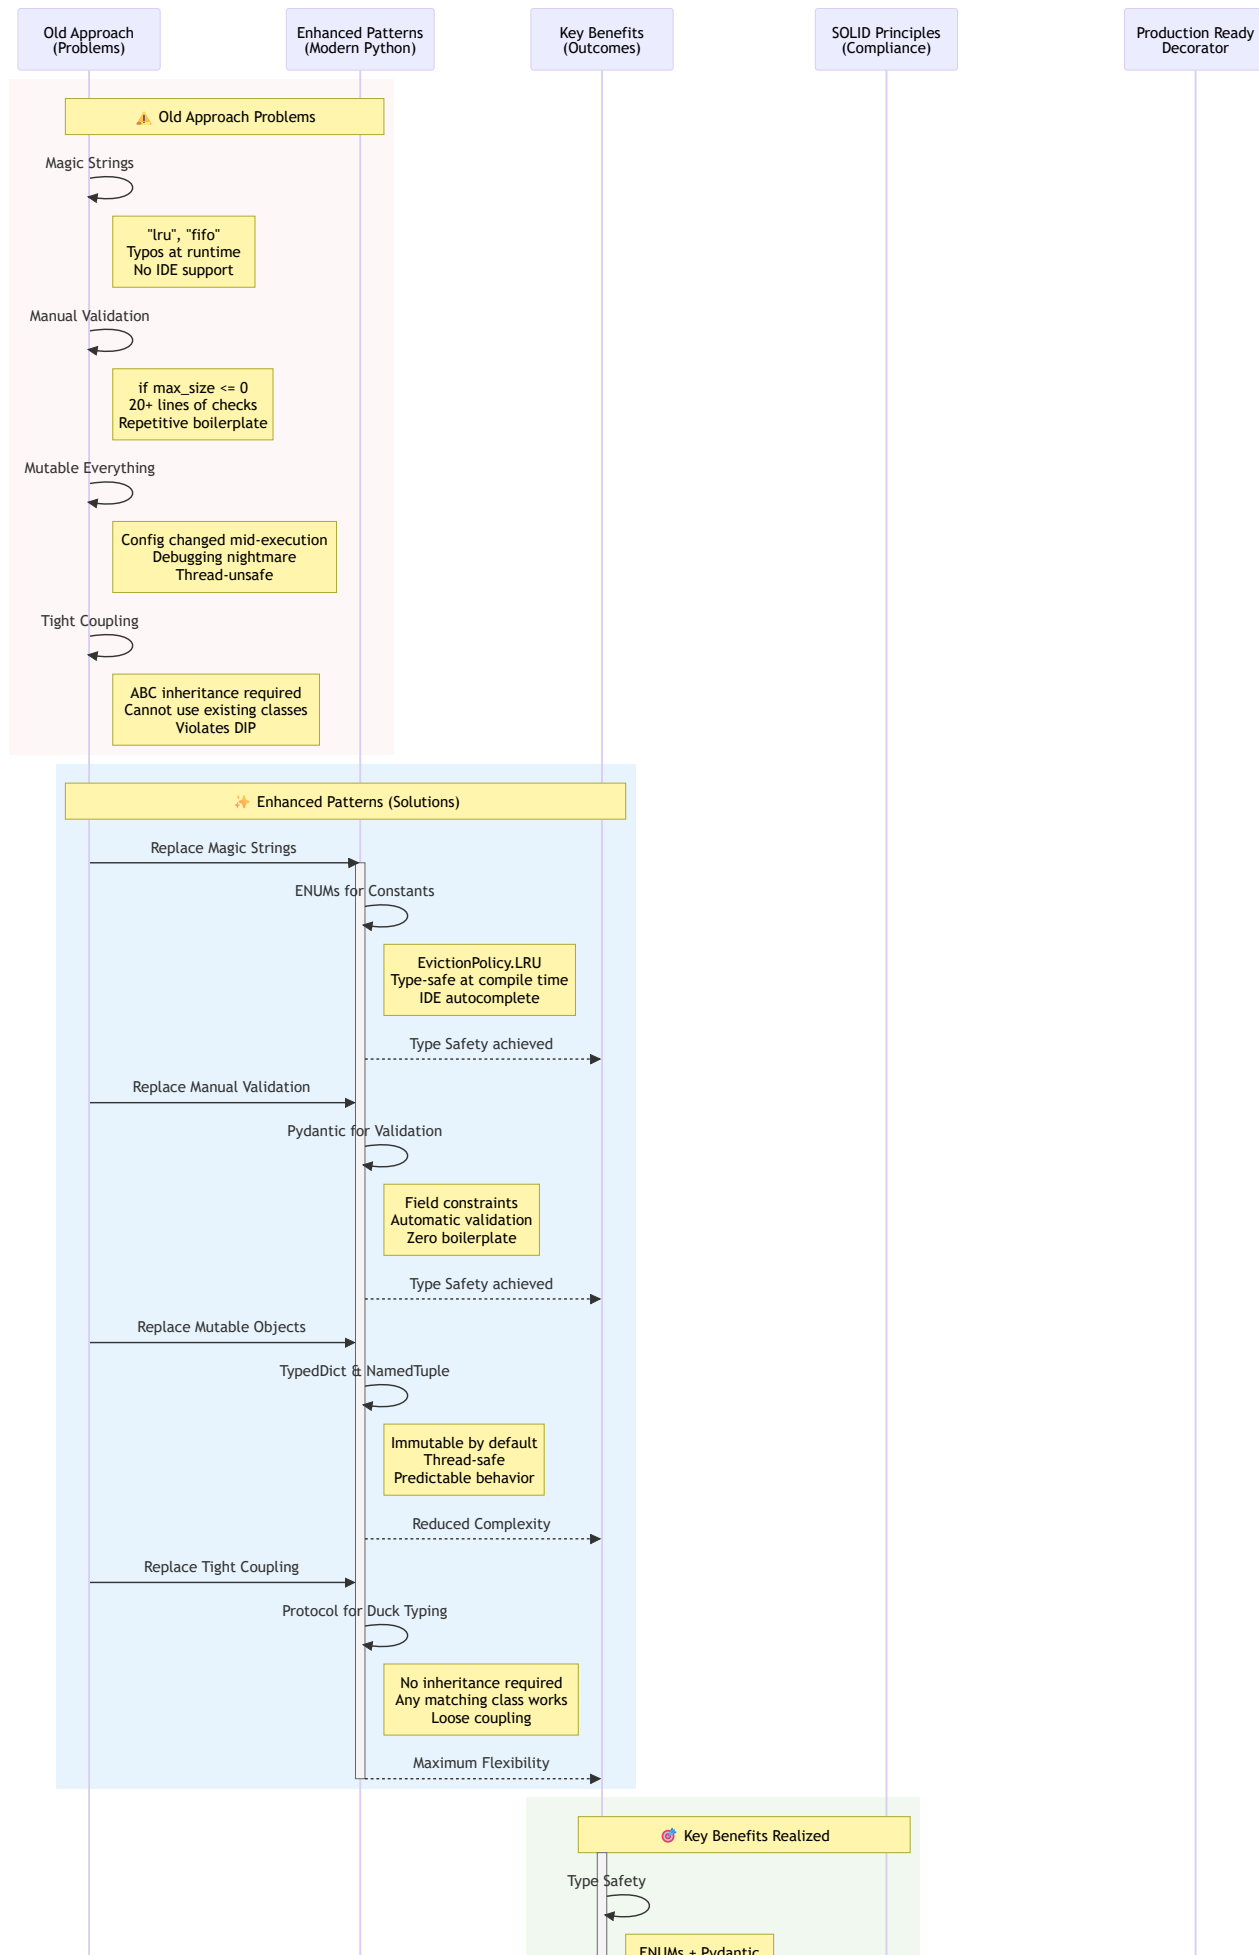 Old Approach
(Problems)
Enhanced Patterns
(Modern Python)
Key Benefits
(Outcomes)
SOLID Principles
(Compliance)
Production Ready
Decorator
⚠️ Old Approach Problems
Magic Strings
"lru", "fifo"
Typos at runtime
No IDE support
Manual Validation
if max_size <= 0
20+ lines of checks
Repetitive boilerplate
Mutable Everything
Config changed mid-execution
Debugging nightmare
Thread-unsafe
Tight Coupling
ABC inheritance required
Cannot use existing classes
Violates DIP
✨ Enhanced Patterns (Solutions)
Replace Magic Strings
ENUMs for Constants
EvictionPolicy.LRU
Type-safe at compile time
IDE autocomplete
Type Safety achieved
Replace Manual Validation
Pydantic for Validation
Field constraints
Automatic validation
Zero boilerplate
Type Safety achieved
Replace Mutable Objects
TypedDict & NamedTuple
Immutable by default
Thread-safe
Predictable behavior
Reduced Complexity
Replace Tight Coupling
Protocol for Duck Typing
No inheritance required
Any matching class works
Loose coupling
Maximum Flexibility
🎯 Key Benefits Realized
Type Safety
ENUMs + Pydantic